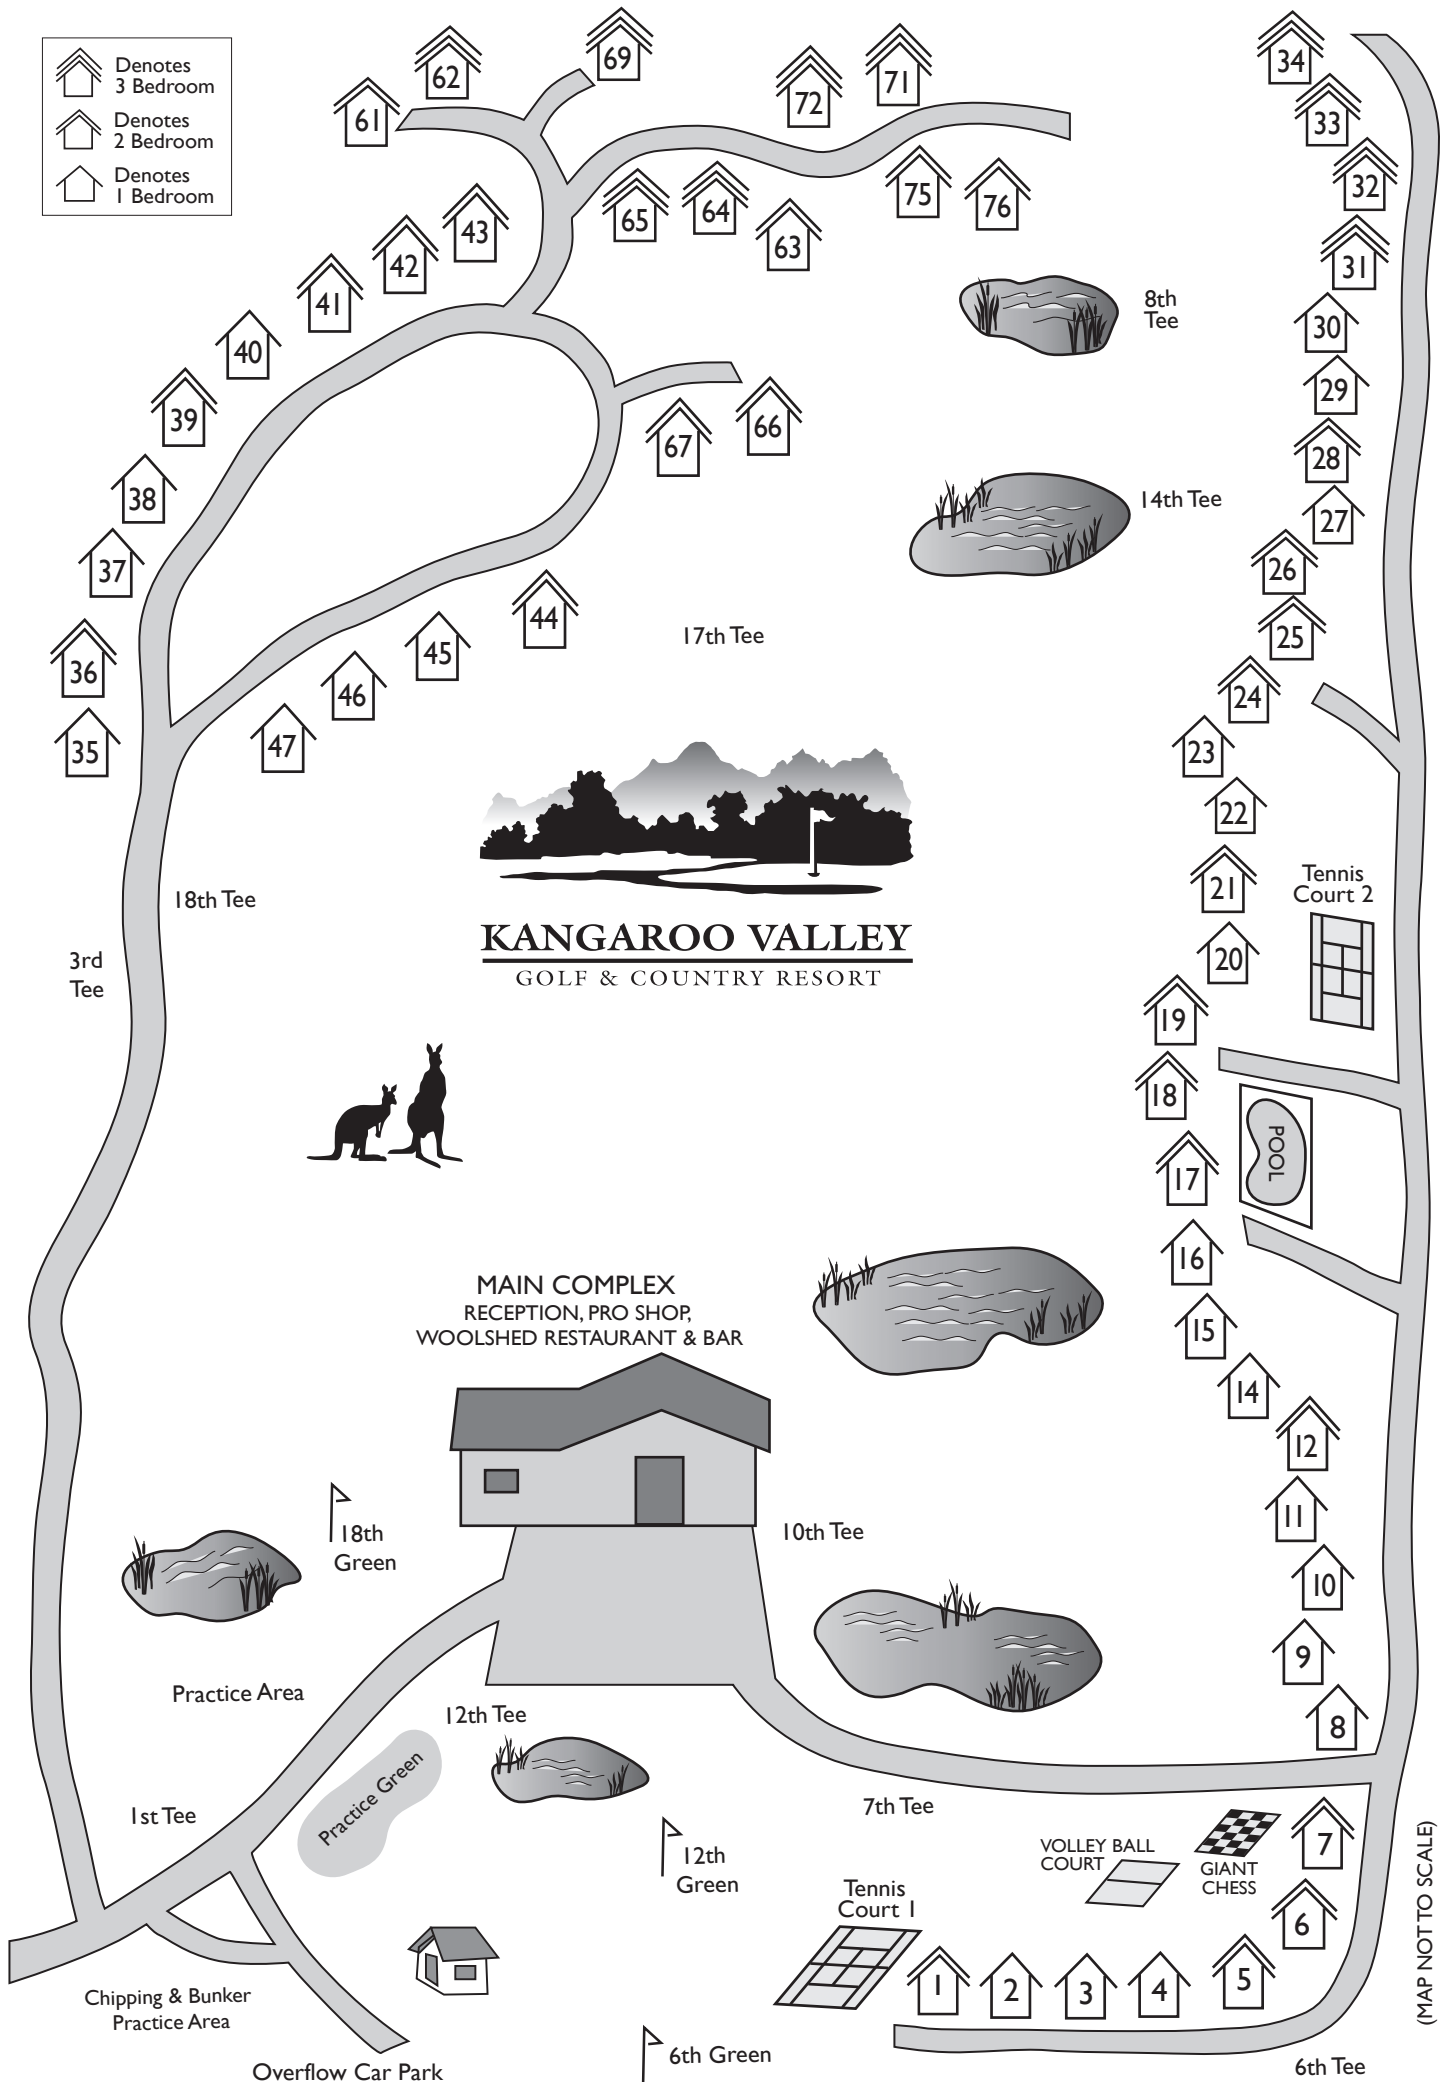 Denotes
3 Bedroom
Denotes
2 Bedroom
Denotes
1 Bedroom
62
69
61
72
71
34
33
32
65
64
63
75
76
43
42
41
40
39
38
37
36
35
31
8th
Tee
30
29
28
27
26
25
24
23
22
21
20
19
18
17
16
15
14
12
11
10
9
8
67
66
14th Tee
44
45
46
47
17th Tee
18th Tee
3rd
Tee
KANGAROO VALLEY
GOLF & COUNTRY RESORT
Tennis
Court 2
POOL
MAIN COMPLEX
RECEPTION, PRO SHOP,
WOOLSHED RESTAURANT & BAR
18th
Green
10th Tee
Practice Area
12th Tee
Practice Green
1st Tee
7th Tee
12th
Green
VOLLEY BALL
COURT
GIANT
CHESS
7
6
Tennis
Court 1
1
2
3
4
5
Chipping & Bunker
Practice Area
Overflow Car Park
6th Green
6th Tee
(MAP NOT TO SCALE)